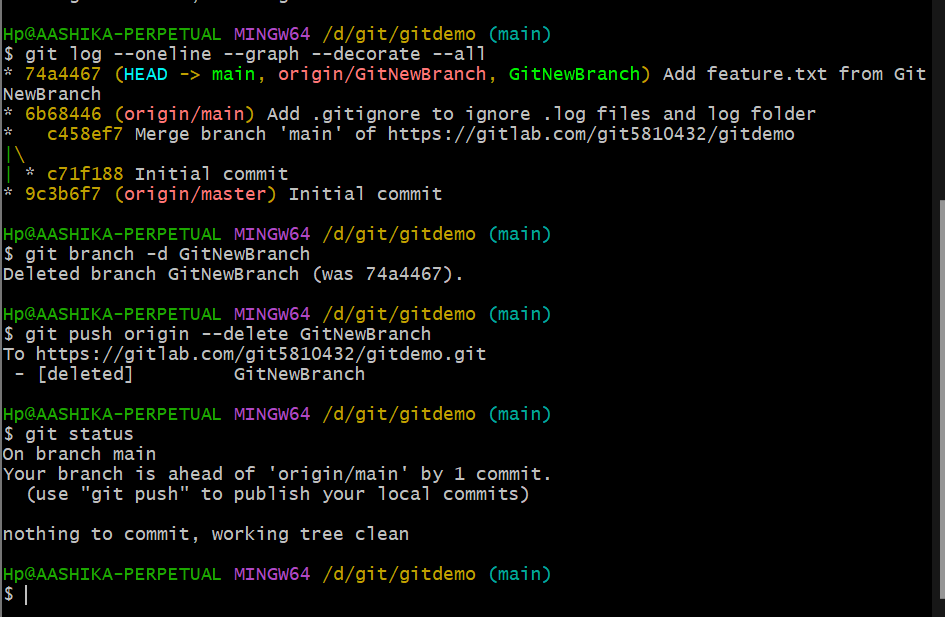 Hp@AASHIKA-PERPETUAL MINGW64 /d/git/gitdemo (main)
$ git log --oneline --graph --decorate --all
* 74a4467 (HEAD -> main, origin/GitNewBranch, GitNewBranch) Add feature.txt from Git
NewBranch
* 6b68446 (origin/main) Add .gitignore to ignore .log files and log folder
*   c458ef7 Merge branch 'main' of https://gitlab.com/git5810432/gitdemo
|\
| * c71f188 Initial commit
* 9c3b6f7 (origin/master) Initial commit
Hp@AASHIKA-PERPETUAL MINGW64 /d/git/gitdemo (main)
$ git branch -d GitNewBranch
Deleted branch GitNewBranch (was 74a4467).
Hp@AASHIKA-PERPETUAL MINGW64 /d/git/gitdemo (main)
$ git push origin --delete GitNewBranch
To https://gitlab.com/git5810432/gitdemo.git
 - [deleted]         GitNewBranch
Hp@AASHIKA-PERPETUAL MINGW64 /d/git/gitdemo (main)
$ git status
On branch main
Your branch is ahead of 'origin/main' by 1 commit.
  (use "git push" to publish your local commits)
nothing to commit, working tree clean
Hp@AASHIKA-PERPETUAL MINGW64 /d/git/gitdemo (main)
$